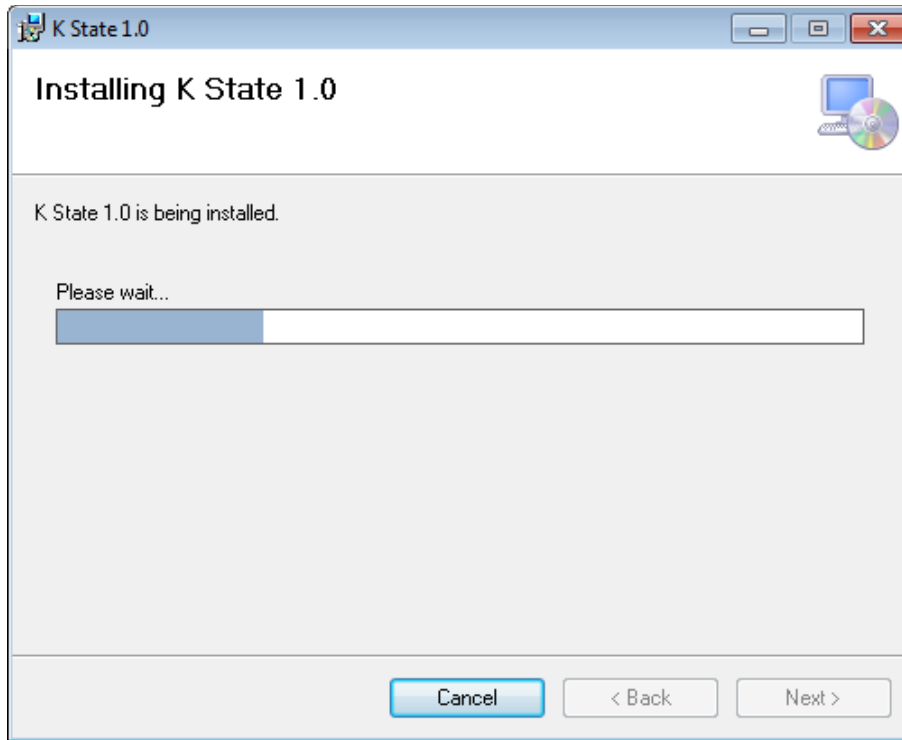 K State 1.0
Installing K State 1.0
K State 1.0 is being installed.
Please wait...
Cancel
< Back
Next >